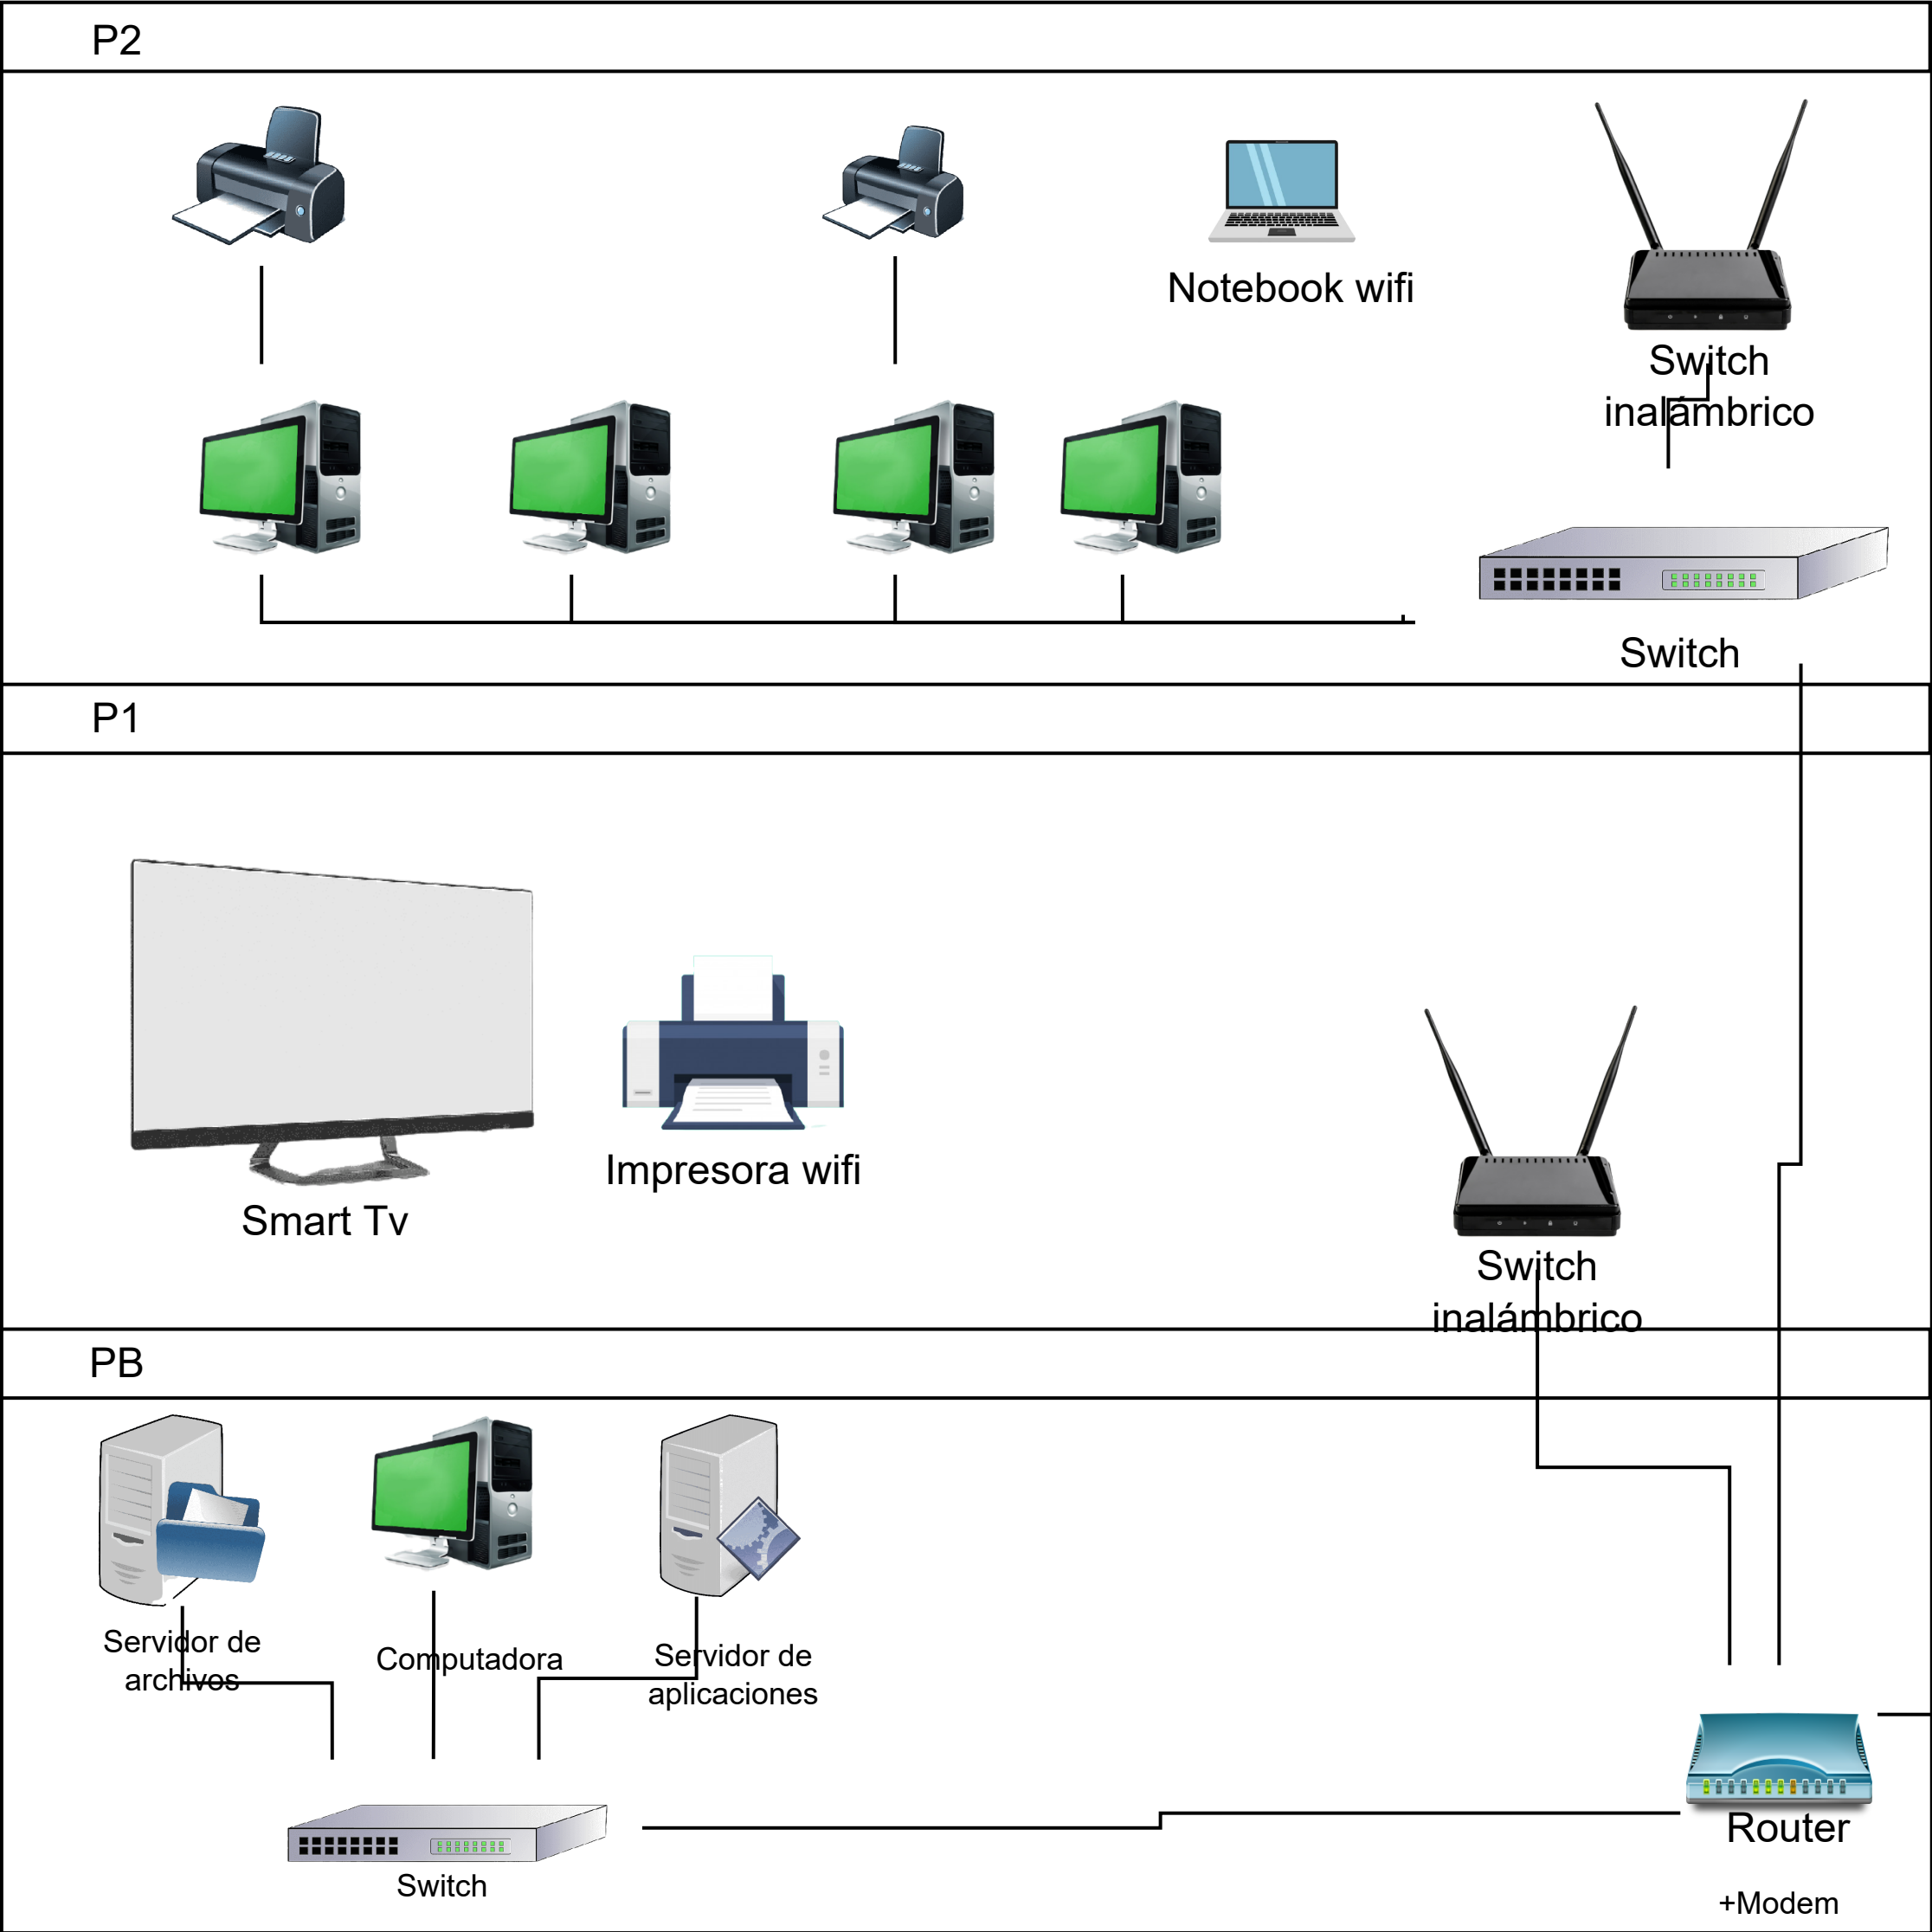 P2
Notebook wifi
Switch
inalámbrico
Switch
P1
Impresora wifi
Smart Tv
Switch
inalámbrico
PB
Servidor de
archivos
Computadora
Servidor de
aplicaciones
Switch
Router
+Modem